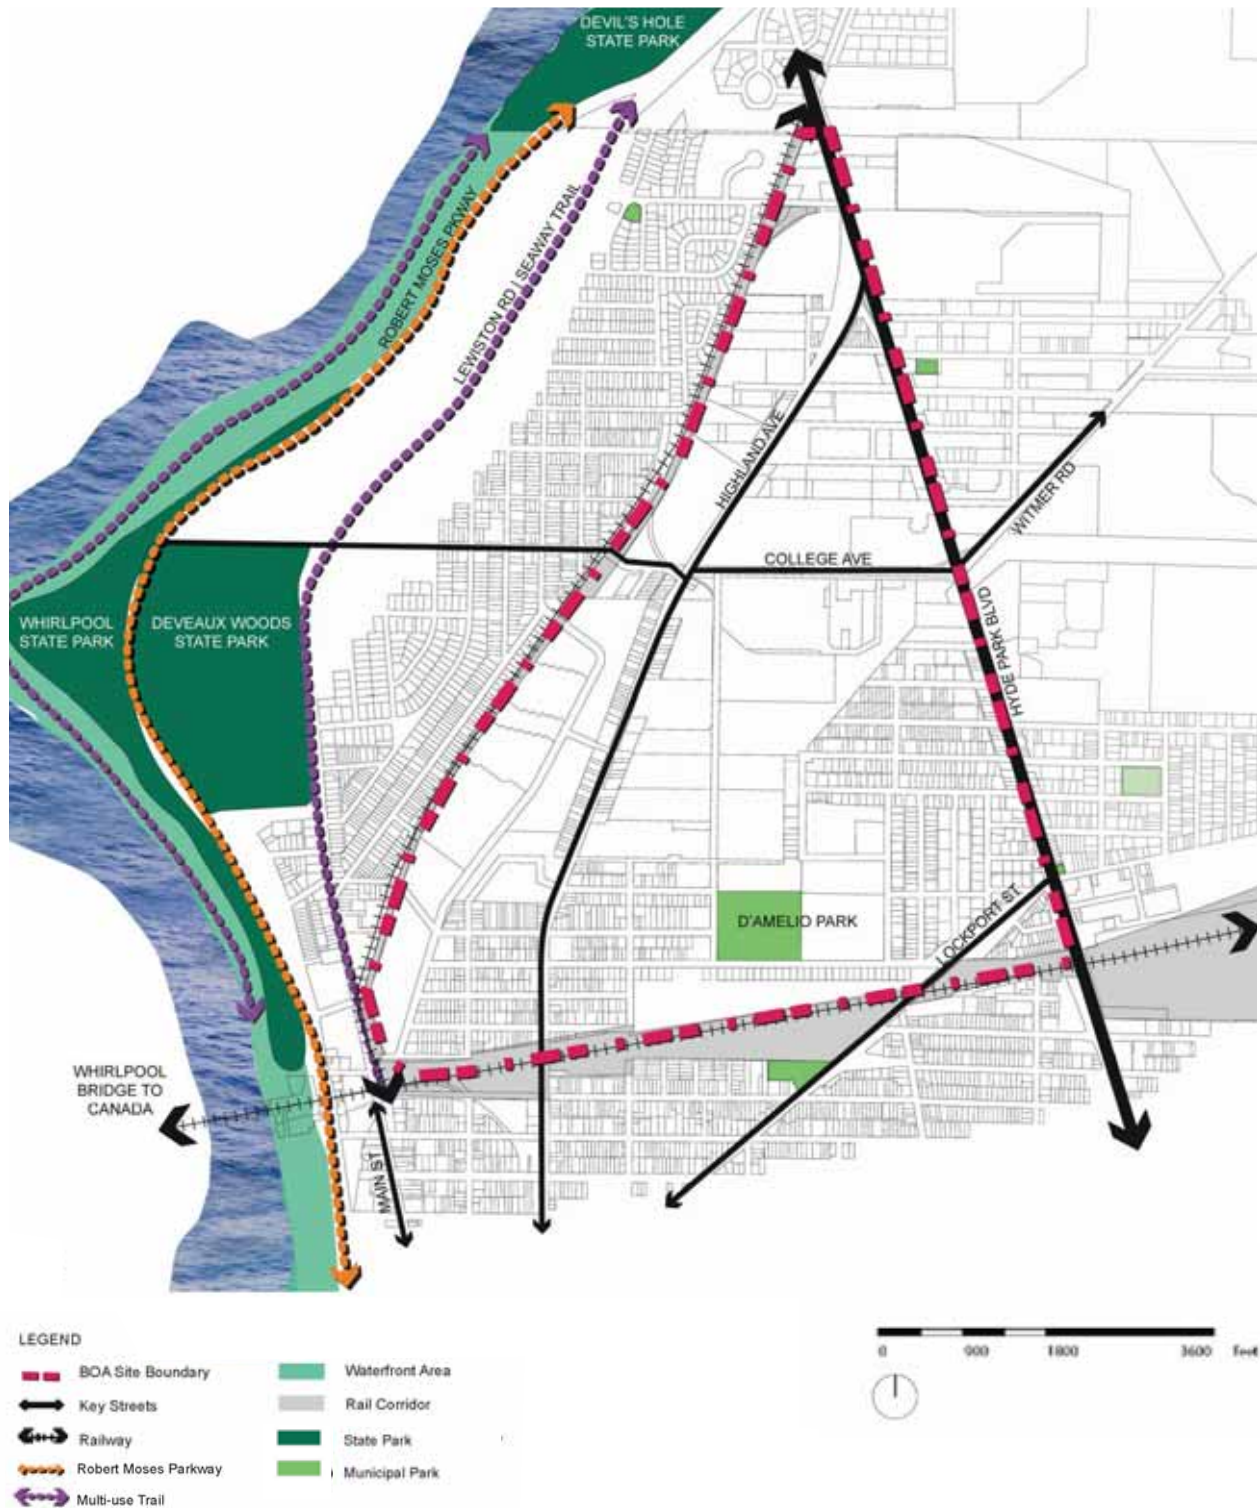 DEVIL'S HOLE
STATE PARK
ROBERT MOSES PKWAY
LEWISTON RD | SEAWAY TRAIL
HIGHLAND AVE
WITMER RD
COLLEGE AVE
WHIRLPOOL
STATE PARK
DEVEAUX WOODS
STATE PARK
HYDE PARK BLVD
D'AMELIO PARK
LOCKPORT ST
WHIRLPOOL
BRIDGE TO
CANADA
MAIN ST
LEGEND
BOA Site Boundary
Key Streets
Railway
Robert Moses Parkway
Multi-use Trail
Waterfront Area
Rail Corridor
State Park
Municipal Park
0 900 1800 3600 Feet